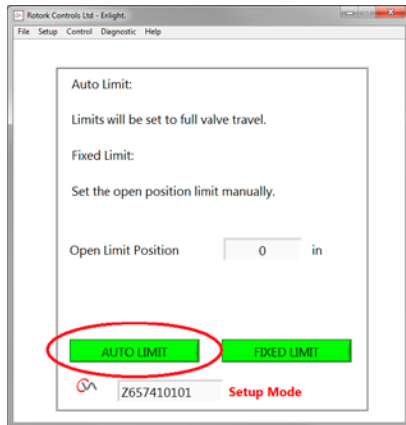 Rotork Controls Ltd - Enlight.
File Setup Control Diagnostic Help
Auto Limit:
Limits will be set to full valve travel.
Fixed Limit:
Set the open position limit manually.
Open Limit Position 0 in
AUTO LIMIT FIXED LIMIT
Z657410101 Setup Mode